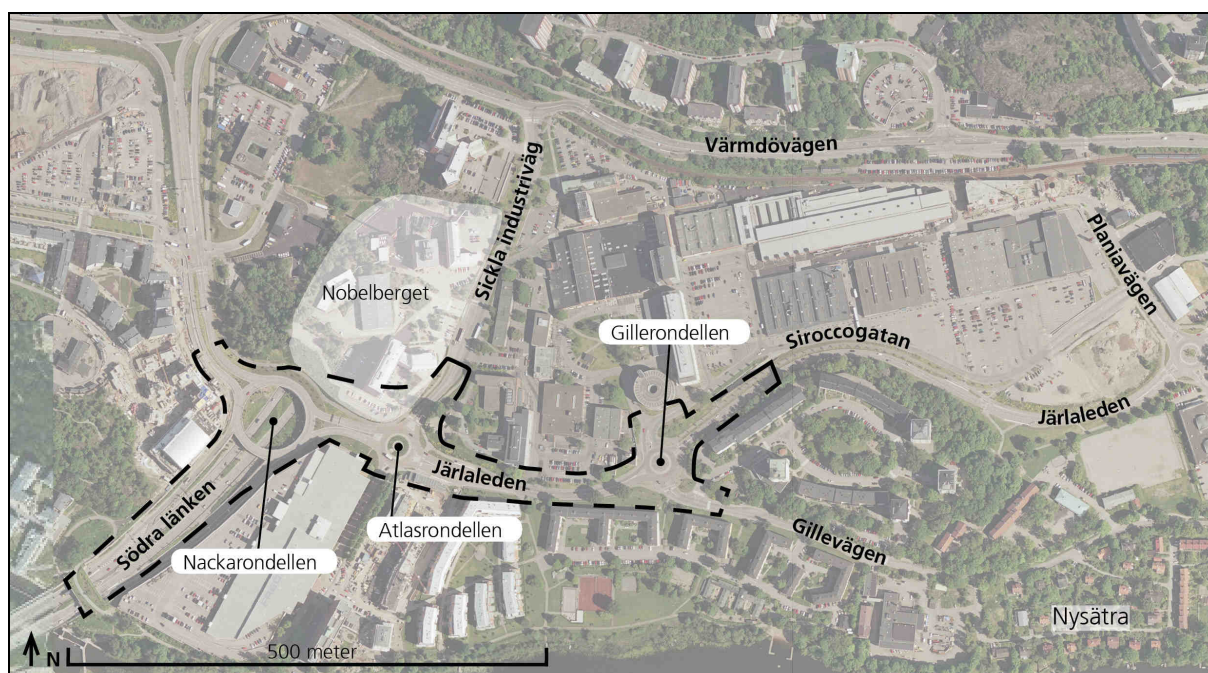 Värmdövägen
Sickla industriväg
Planiavägen
Nobelberget
Gillerondellen
Siroccogatan
Järlaleden
Järlaleden
Södra länken
Atlasrondellen
Nackarondellen
Gillevägen
Nysätra
N
500 meter